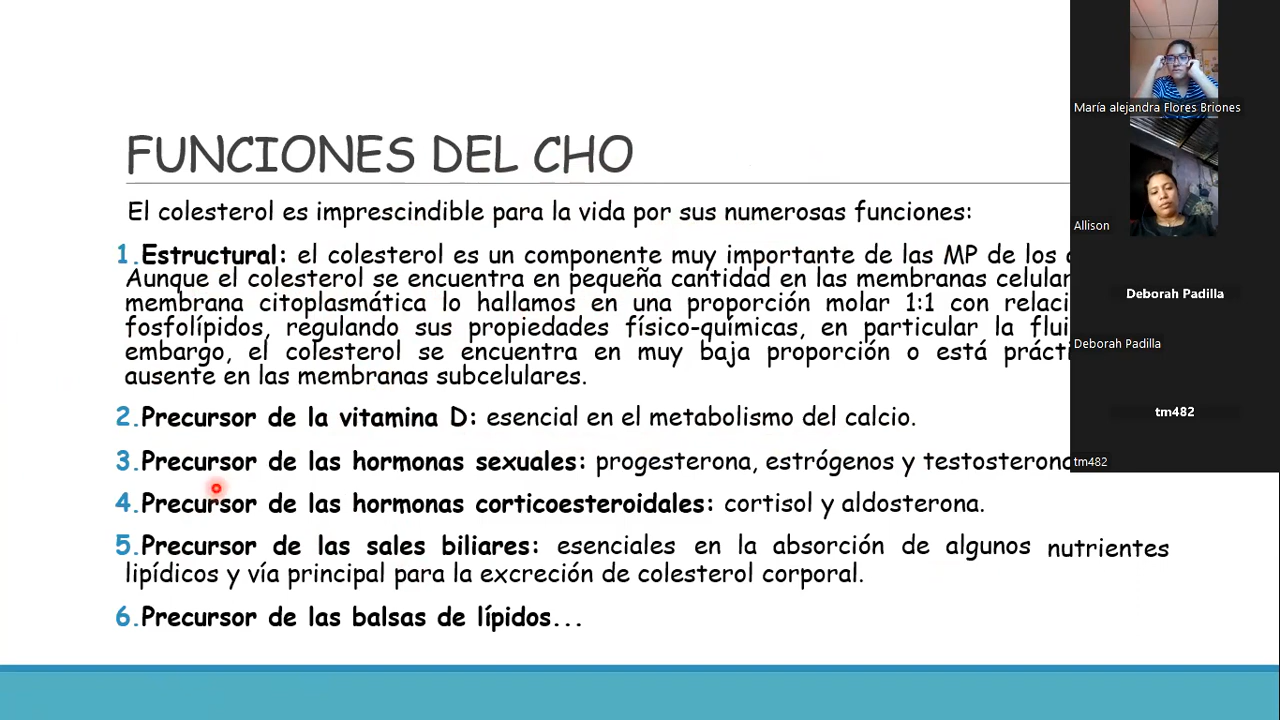 FUNCIONES DEL CHO
El colesterol es imprescindible para la vida por sus numerosas funciones:
1.Estructural: el colesterol es un componente muy importante de las MP de los
Aunque el colesterol se encuentra en pequeña cantidad en las membranas celular
membrana citoplasmática lo hallamos en una proporción molar 1:1 con relaci
fosfolípidos, regulando sus propiedades físico-químicas, en particular la flui
embargo, el colesterol se encuentra en muy baja proporción o está prácti
ausente en las membranas subcelulares.
2.Precursor de la vitamina D: esencial en el metabolismo del calcio.
3.Precursor de las hormonas sexuales: progesterona, estrógenos y testosterona
4.Precursor de las hormonas corticoesteroidales: cortisol y aldosterona.
5.Precursor de las sales biliares: esenciales en la absorción de algunos nutrientes
lipídicos y vía principal para la excreción de colesterol corporal.
6.Precursor de las balsas de lípidos...
María alejandra Flores Briones
Allison
Deborah Padilla
Deborah Padilla
tm482
tm482